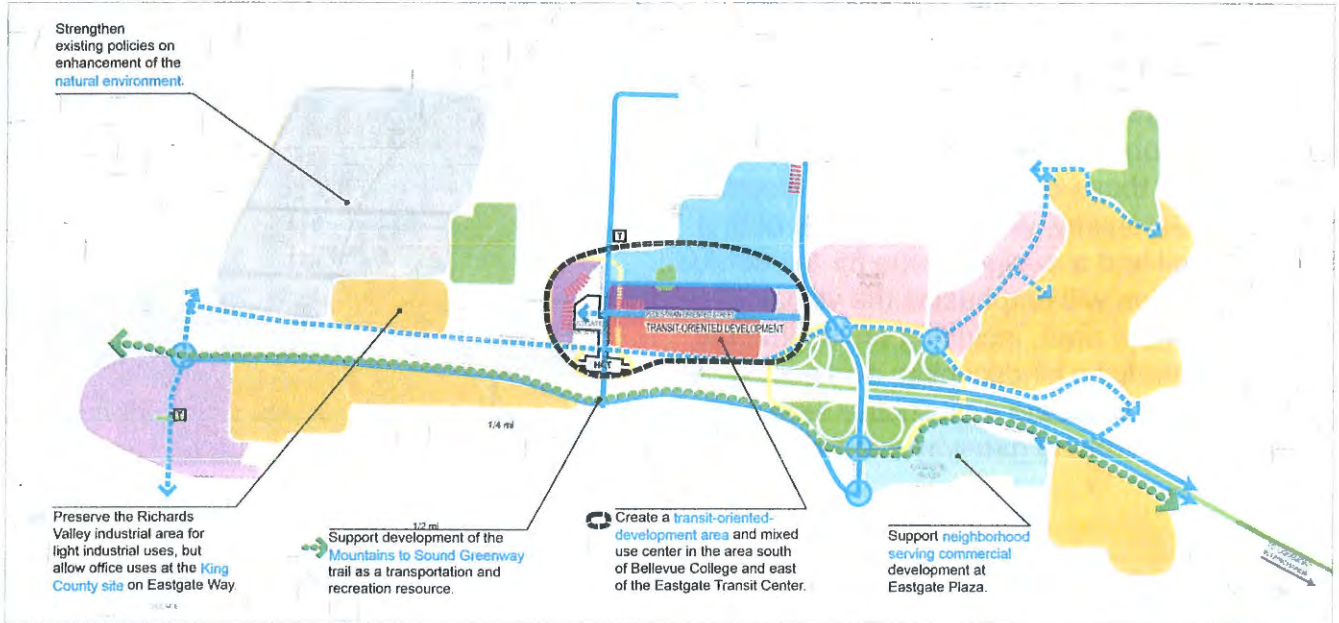 Strengthen
existing policies on
enhancement of the
natural environment.
T
PEDESTRIAN-ORIENTED STREET
TRANSIT-ORIENTED DEVELOPMENT
HCT
T
1/4 mi
1/2 mi
Preserve the Richards
Valley industrial area for
light industrial uses, but
allow office uses at the King
County site on Eastgate Way.
Support development of the
Mountains to Sound Greenway
trail as a transportation and
recreation resource.
Create a transit-oriented-
development area and mixed
use center in the area south
of Bellevue College and east
of the Eastgate Transit Center.
Support neighborhood
serving commercial
development at
Eastgate Plaza.